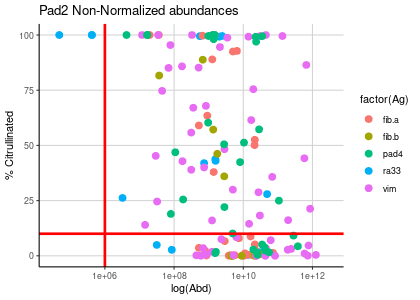 Pad2 Non-Normalized abundances
% Citrullinated
100
75
50
25
0
1e+06
1e+08
1e+10
1e+12
log(Abd)
factor(Ag)
fib.a
fib.b
pad4
ra33
vim